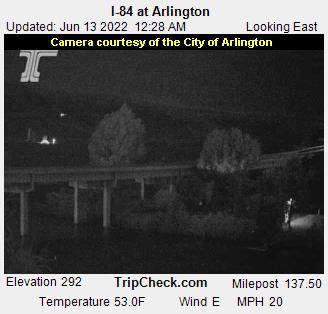 I-84 at Arlington
Updated: Jun 13 2022 12:28 AM Looking East
Camera courtesy of the City of Arlington
Elevation 292 TripCheck.com Milepost 137.50
Temperature 53.0F Wind E MPH 20